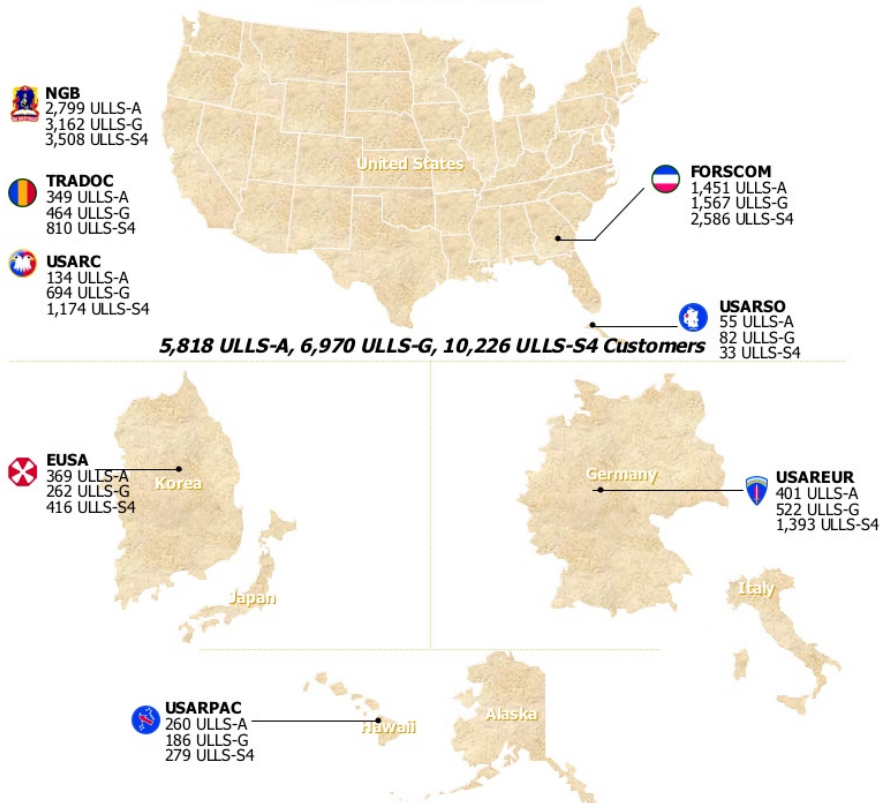 NGB
2,799 ULLS-A
3,162 ULLS-G
3,508 ULLS-S4
TRADOC
349 ULLS-A
464 ULLS-G
810 ULLS-S4
USARC
134 ULLS-A
694 ULLS-G
1,174 ULLS-S4
United States
FORSCOM
1,451 ULLS-A
1,567 ULLS-G
2,586 ULLS-S4
USARSO
55 ULLS-A
82 ULLS-G
33 ULLS-S4
5,818 ULLS-A, 6,970 ULLS-G, 10,226 ULLS-S4 Customers
EUSA
369 ULLS-A
262 ULLS-G
416 ULLS-S4
Korea
Japan
Germany
USAREUR
401 ULLS-A
522 ULLS-G
1,393 ULLS-S4
Italy
USARPAC
260 ULLS-A
186 ULLS-G
279 ULLS-S4
Hawaii
Alaska